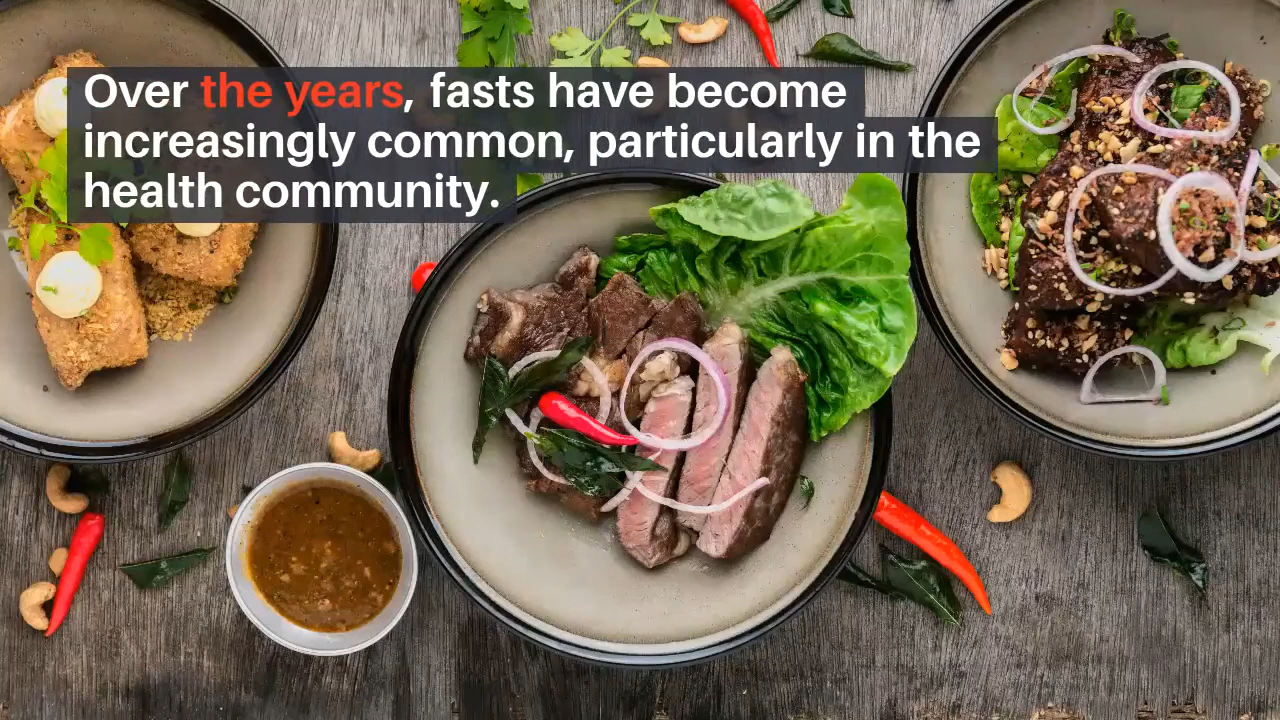 Over the years, fasts have become
increasingly common, particularly in the
health community.